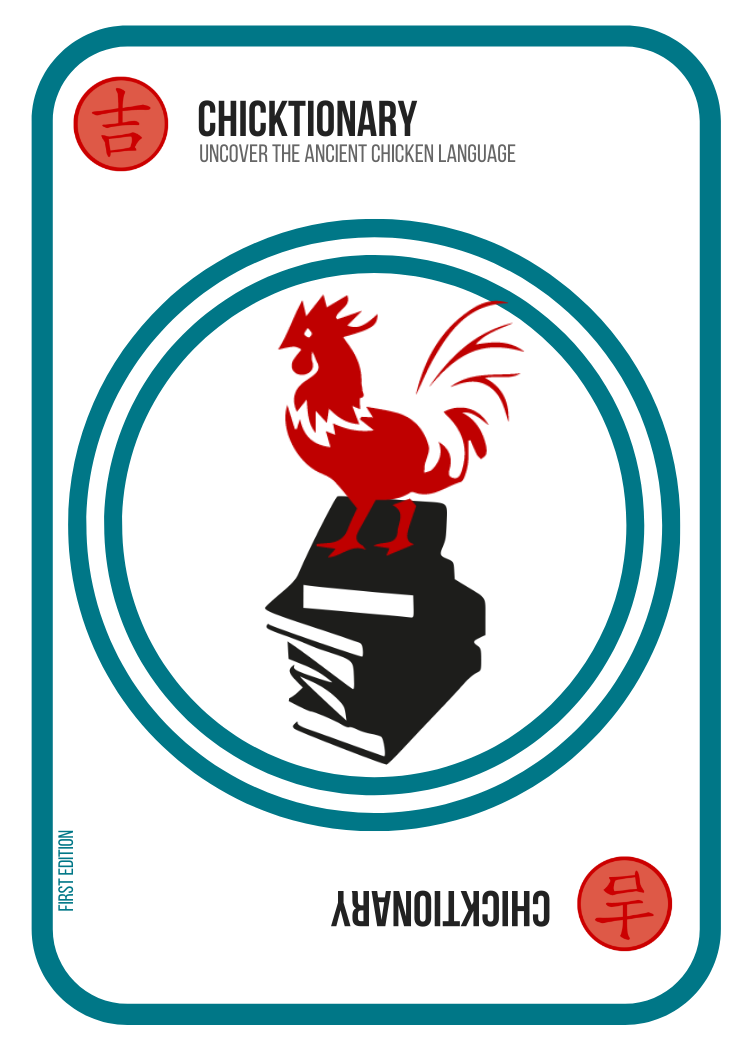 吉
CHICKTIONARY
UNCOVER THE ANCIENT CHICKEN LANGUAGE
FIRST EDITION
CHICKTIONARY
吉